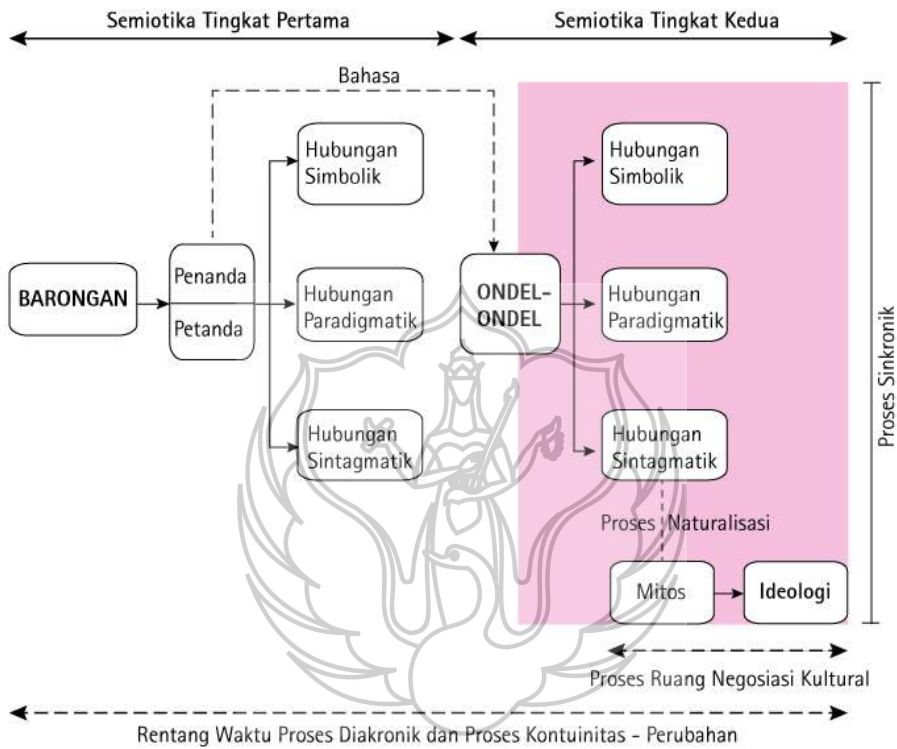 Semiotika Tingkat Pertama
Semiotika Tingkat Kedua
Bahasa
Hubungan
Simbolik
Hubungan
Simbolik
BARONGAN
Penanda
Petanda
Hubungan
Paradigmatik
ONDEL-
ONDEL
Hubungan
Paradigmatik
Hubungan
Sintagmatik
Hubungan
Sintagmatik
Proses Naturalisasi
Mitos
Ideologi
Proses Sinkronik
Proses Ruang Negosiasi Kultural
Rentang Waktu Proses Diakronik dan Proses Kontuinitas - Perubahan